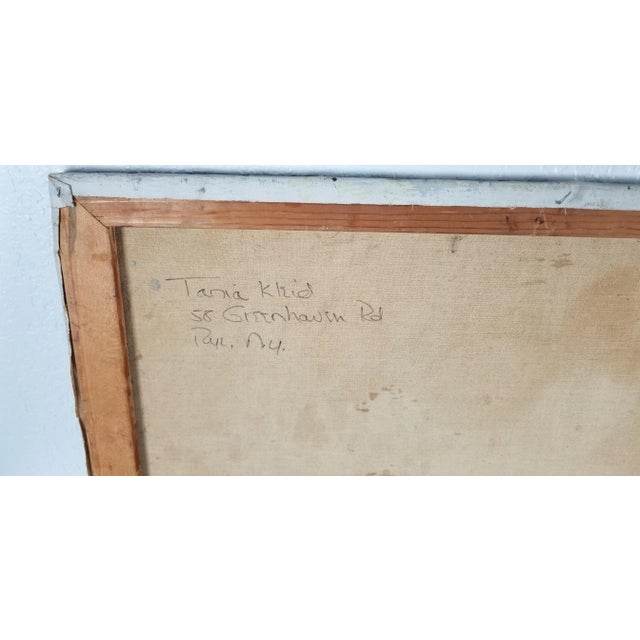 Tania Kleid
58 Greenhaven Rd
Rye. N.y.